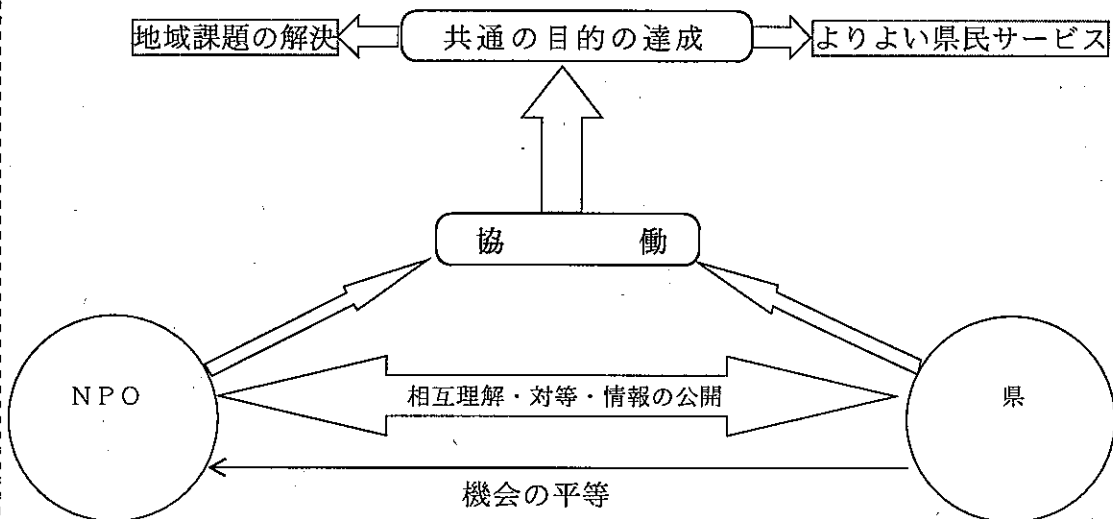 地域課題の解決
共通の目的の達成
よりよい県民サービス
協働
NPO
相互理解・対等・情報の公開
県
機会の平等